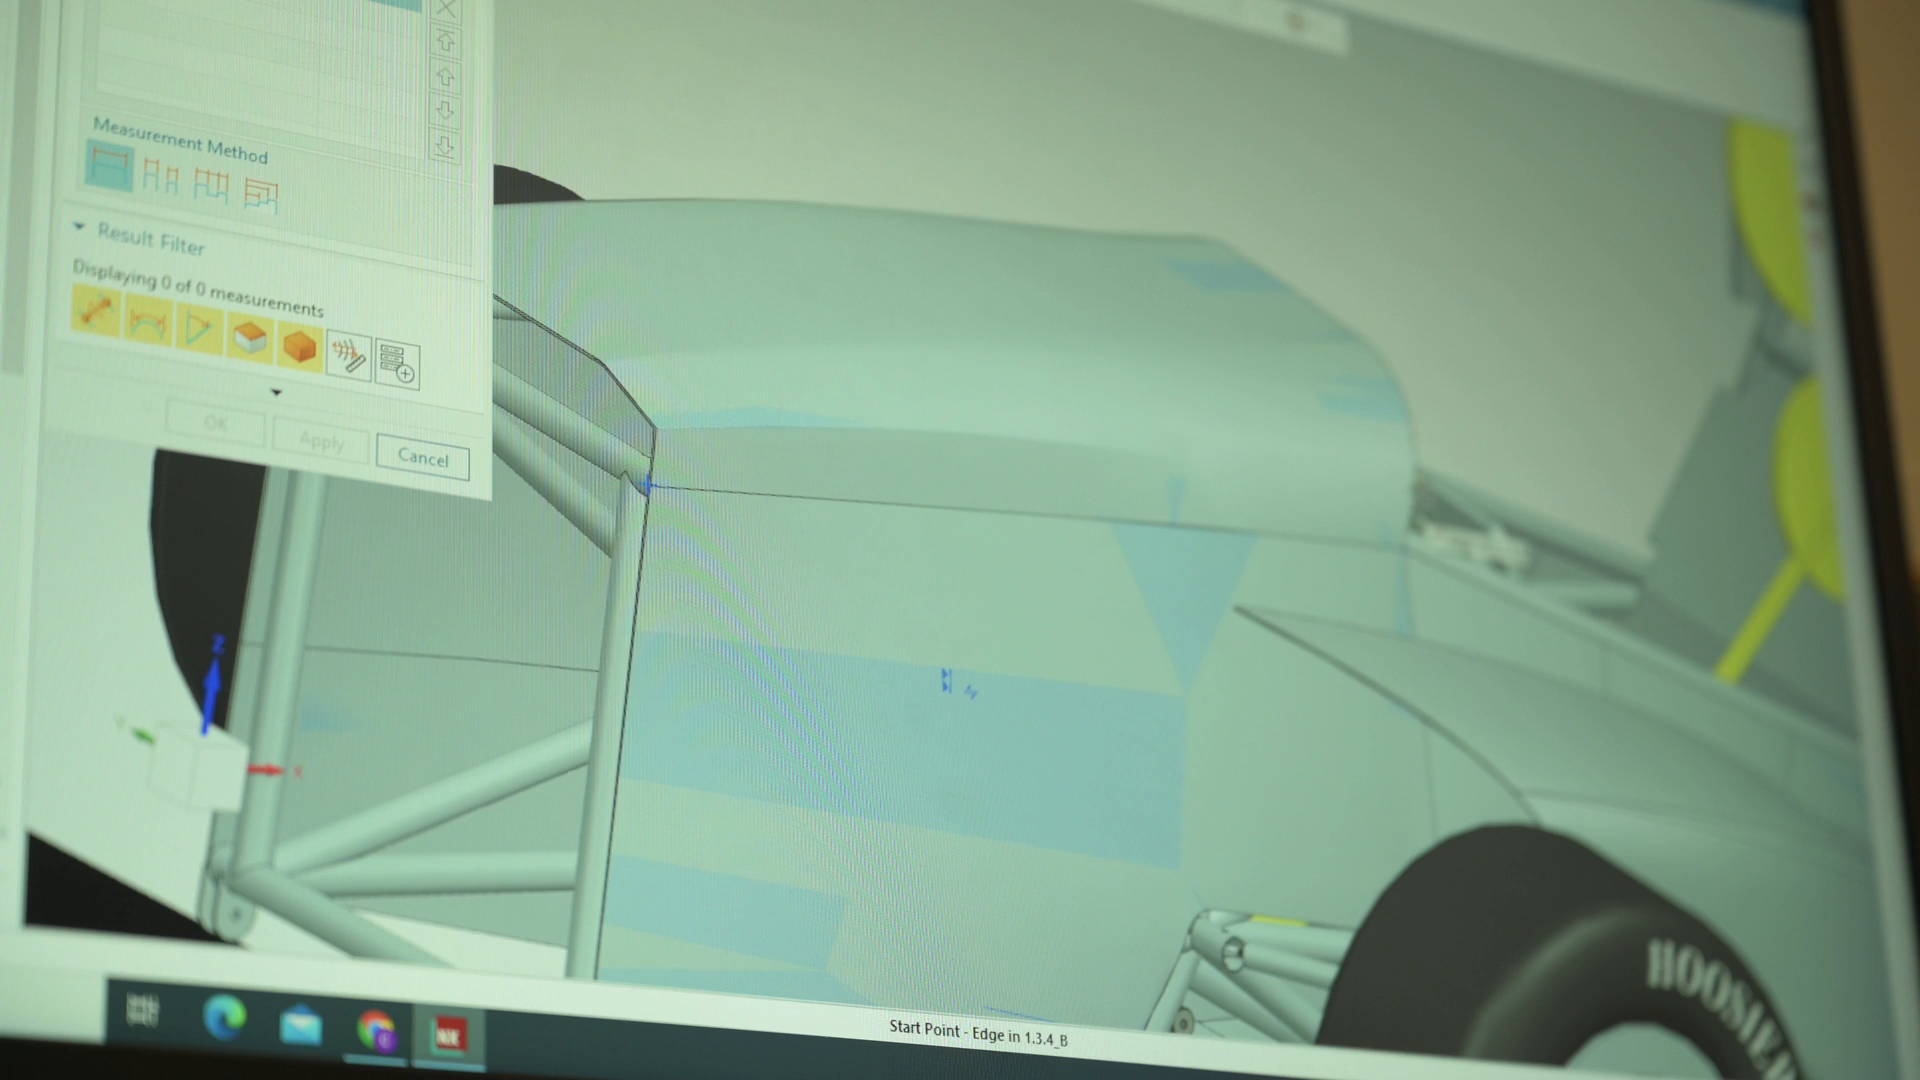 Measurement Method
Result Filter
Displaying 0 of 0 measurements
OK
Apply
Cancel
Z
Y
X
HOOSIER
NX
Start Point - Edge in 1.3.4_B